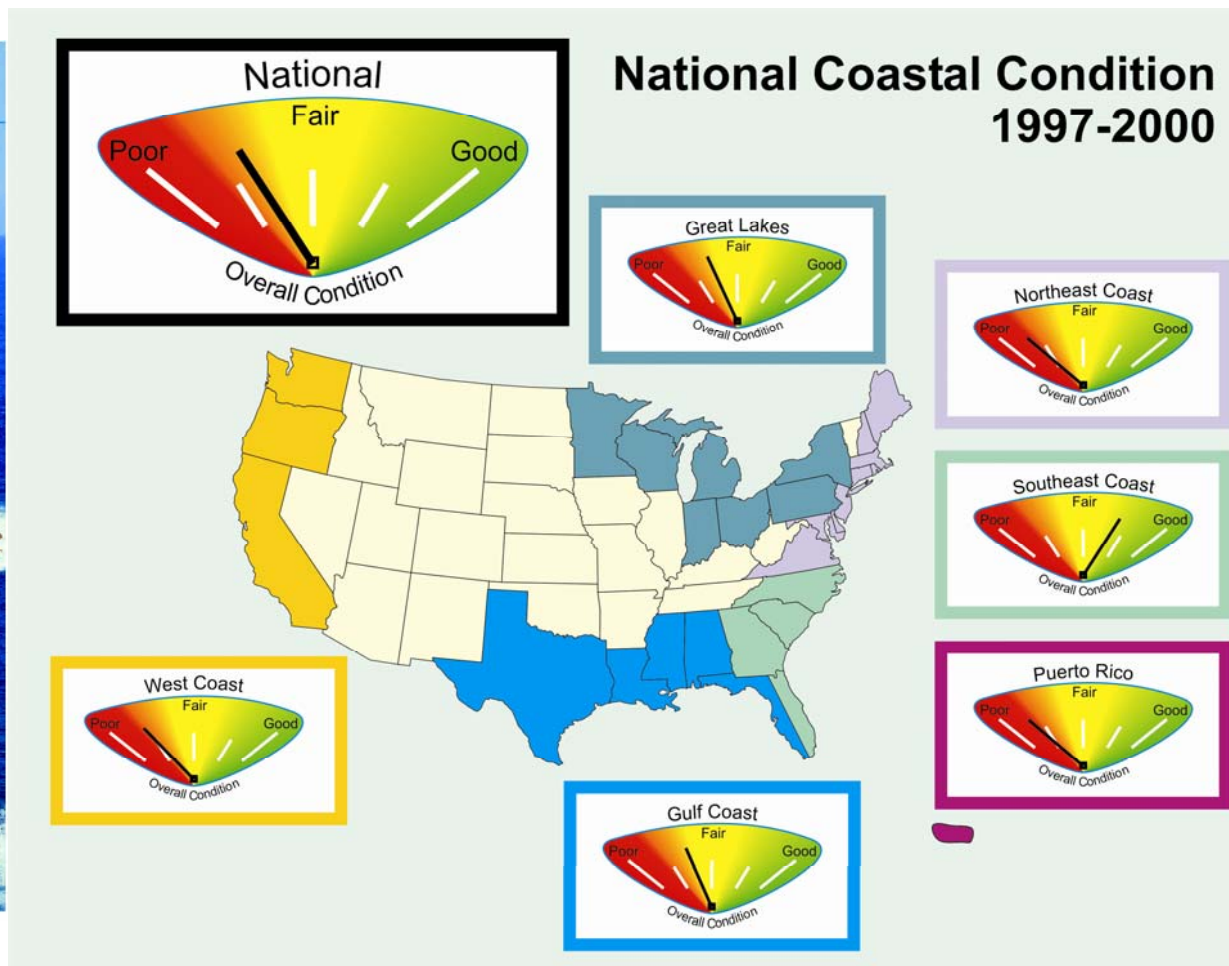 National Coastal Condition
1997-2000
National
Fair
Poor
Good
Overall Condition
Great Lakes
Fair
Poor
Good
Overall Condition
Northeast Coast
Fair
Poor
Good
Overall Condition
Southeast Coast
Fair
Poor
Good
Overall Condition
West Coast
Fair
Poor
Good
Overall Condition
Puerto Rico
Fair
Poor
Good
Overall Condition
Gulf Coast
Fair
Poor
Good
Overall Condition